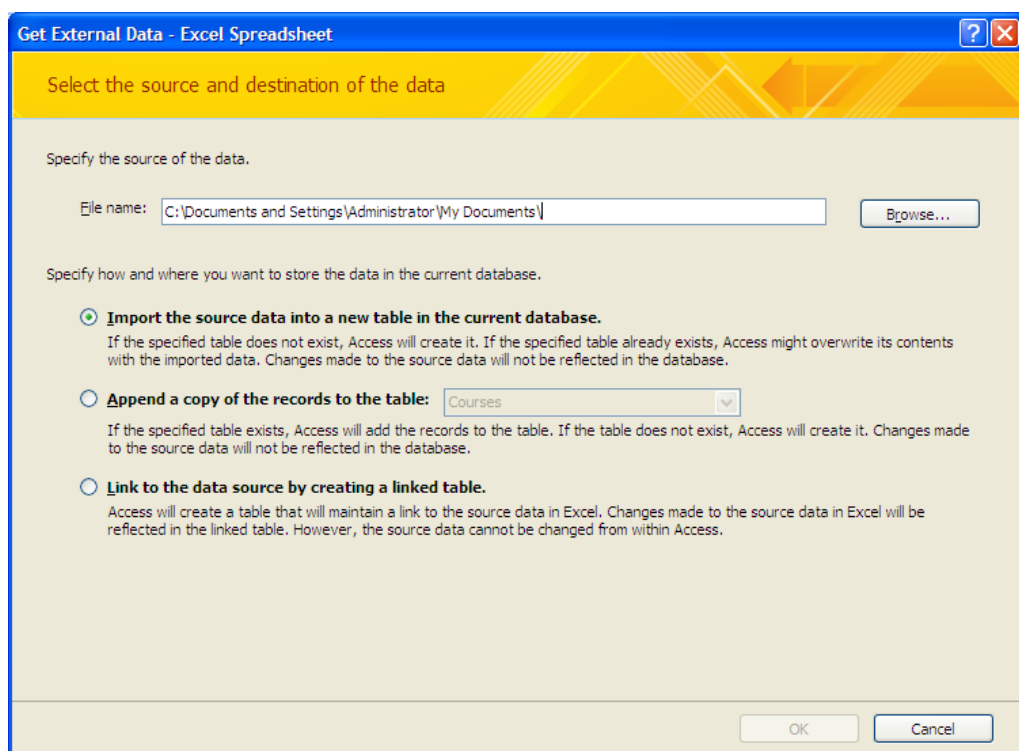 Get External Data - Excel Spreadsheet
Select the source and destination of the data
Specify the source of the data.
File name: C:\Documents and Settings\Administrator\My Documents\ Browse...
Specify how and where you want to store the data in the current database.
Import the source data into a new table in the current database.
If the specified table does not exist, Access will create it. If the specified table already exists, Access might overwrite its contents
with the imported data. Changes made to the source data will not be reflected in the database.
Append a copy of the records to the table: Courses
If the specified table exists, Access will add the records to the table. If the table does not exist, Access will create it. Changes made
to the source data will not be reflected in the database.
Link to the data source by creating a linked table.
Access will create a table that will maintain a link to the source data in Excel. Changes made to the source data in Excel will be
reflected in the linked table. However, the source data cannot be changed from within Access.
OK Cancel